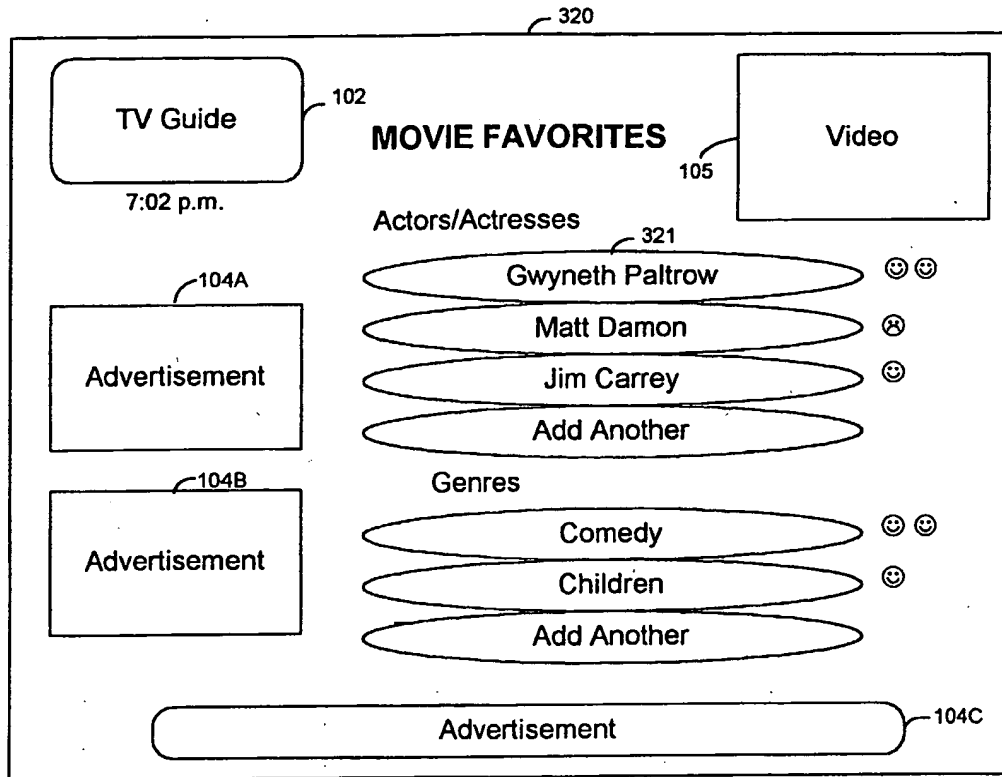 320
TV Guide
102
MOVIE FAVORITES
Video
105
7:02 p.m.
Actors/Actresses
321
Gwyneth Paltrow
104A
Matt Damon
Advertisement
Jim Carrey
Add Another
104B
Genres
Comedy
Advertisement
Children
Add Another
Advertisement
104C